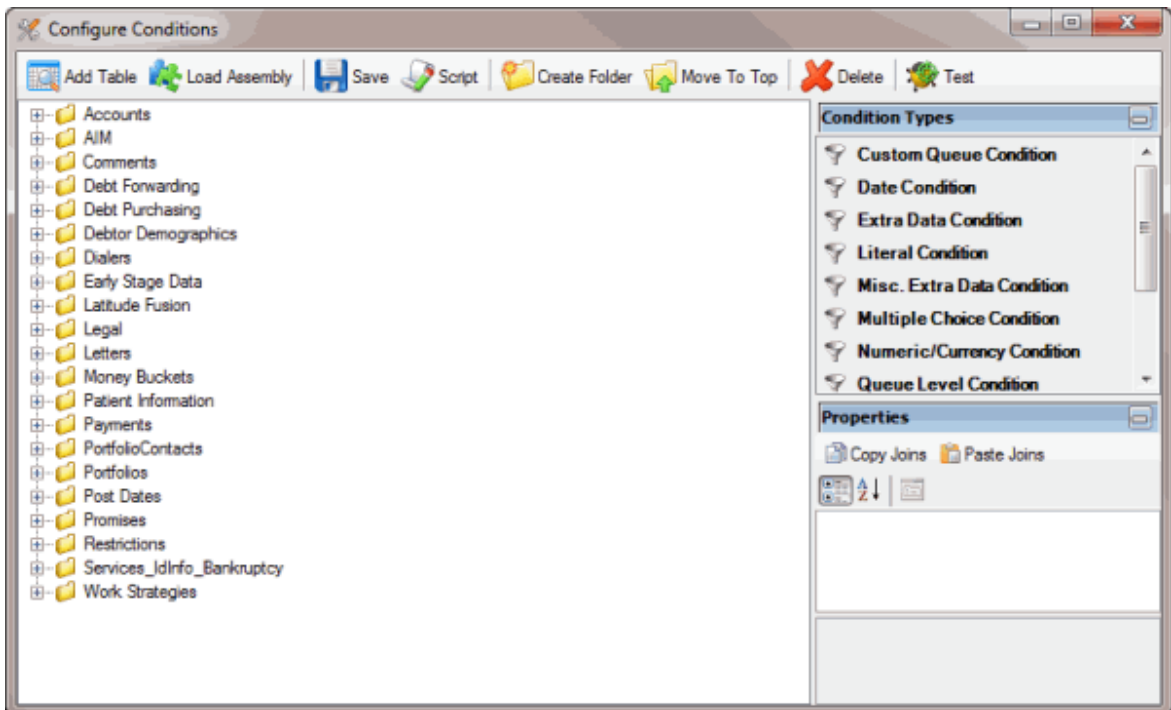 Configure Conditions
Add Table Load Assembly Save Script Create Folder Move To Top Delete Test
Accounts
AIM
Comments
Debt Forwarding
Debt Purchasing
Debtor Demographics
Dialers
Early Stage Data
Latitude Fusion
Legal
Letters
Money Buckets
Patient Information
Payments
PortfolioContacts
Portfolios
Post Dates
Promises
Restrictions
Services_IdInfo_Bankruptcy
Work Strategies
Condition Types
Custom Queue Condition
Date Condition
Extra Data Condition
Literal Condition
Misc. Extra Data Condition
Multiple Choice Condition
Numeric/Currency Condition
Queue Level Condition
Properties
Copy Joins Paste Joins